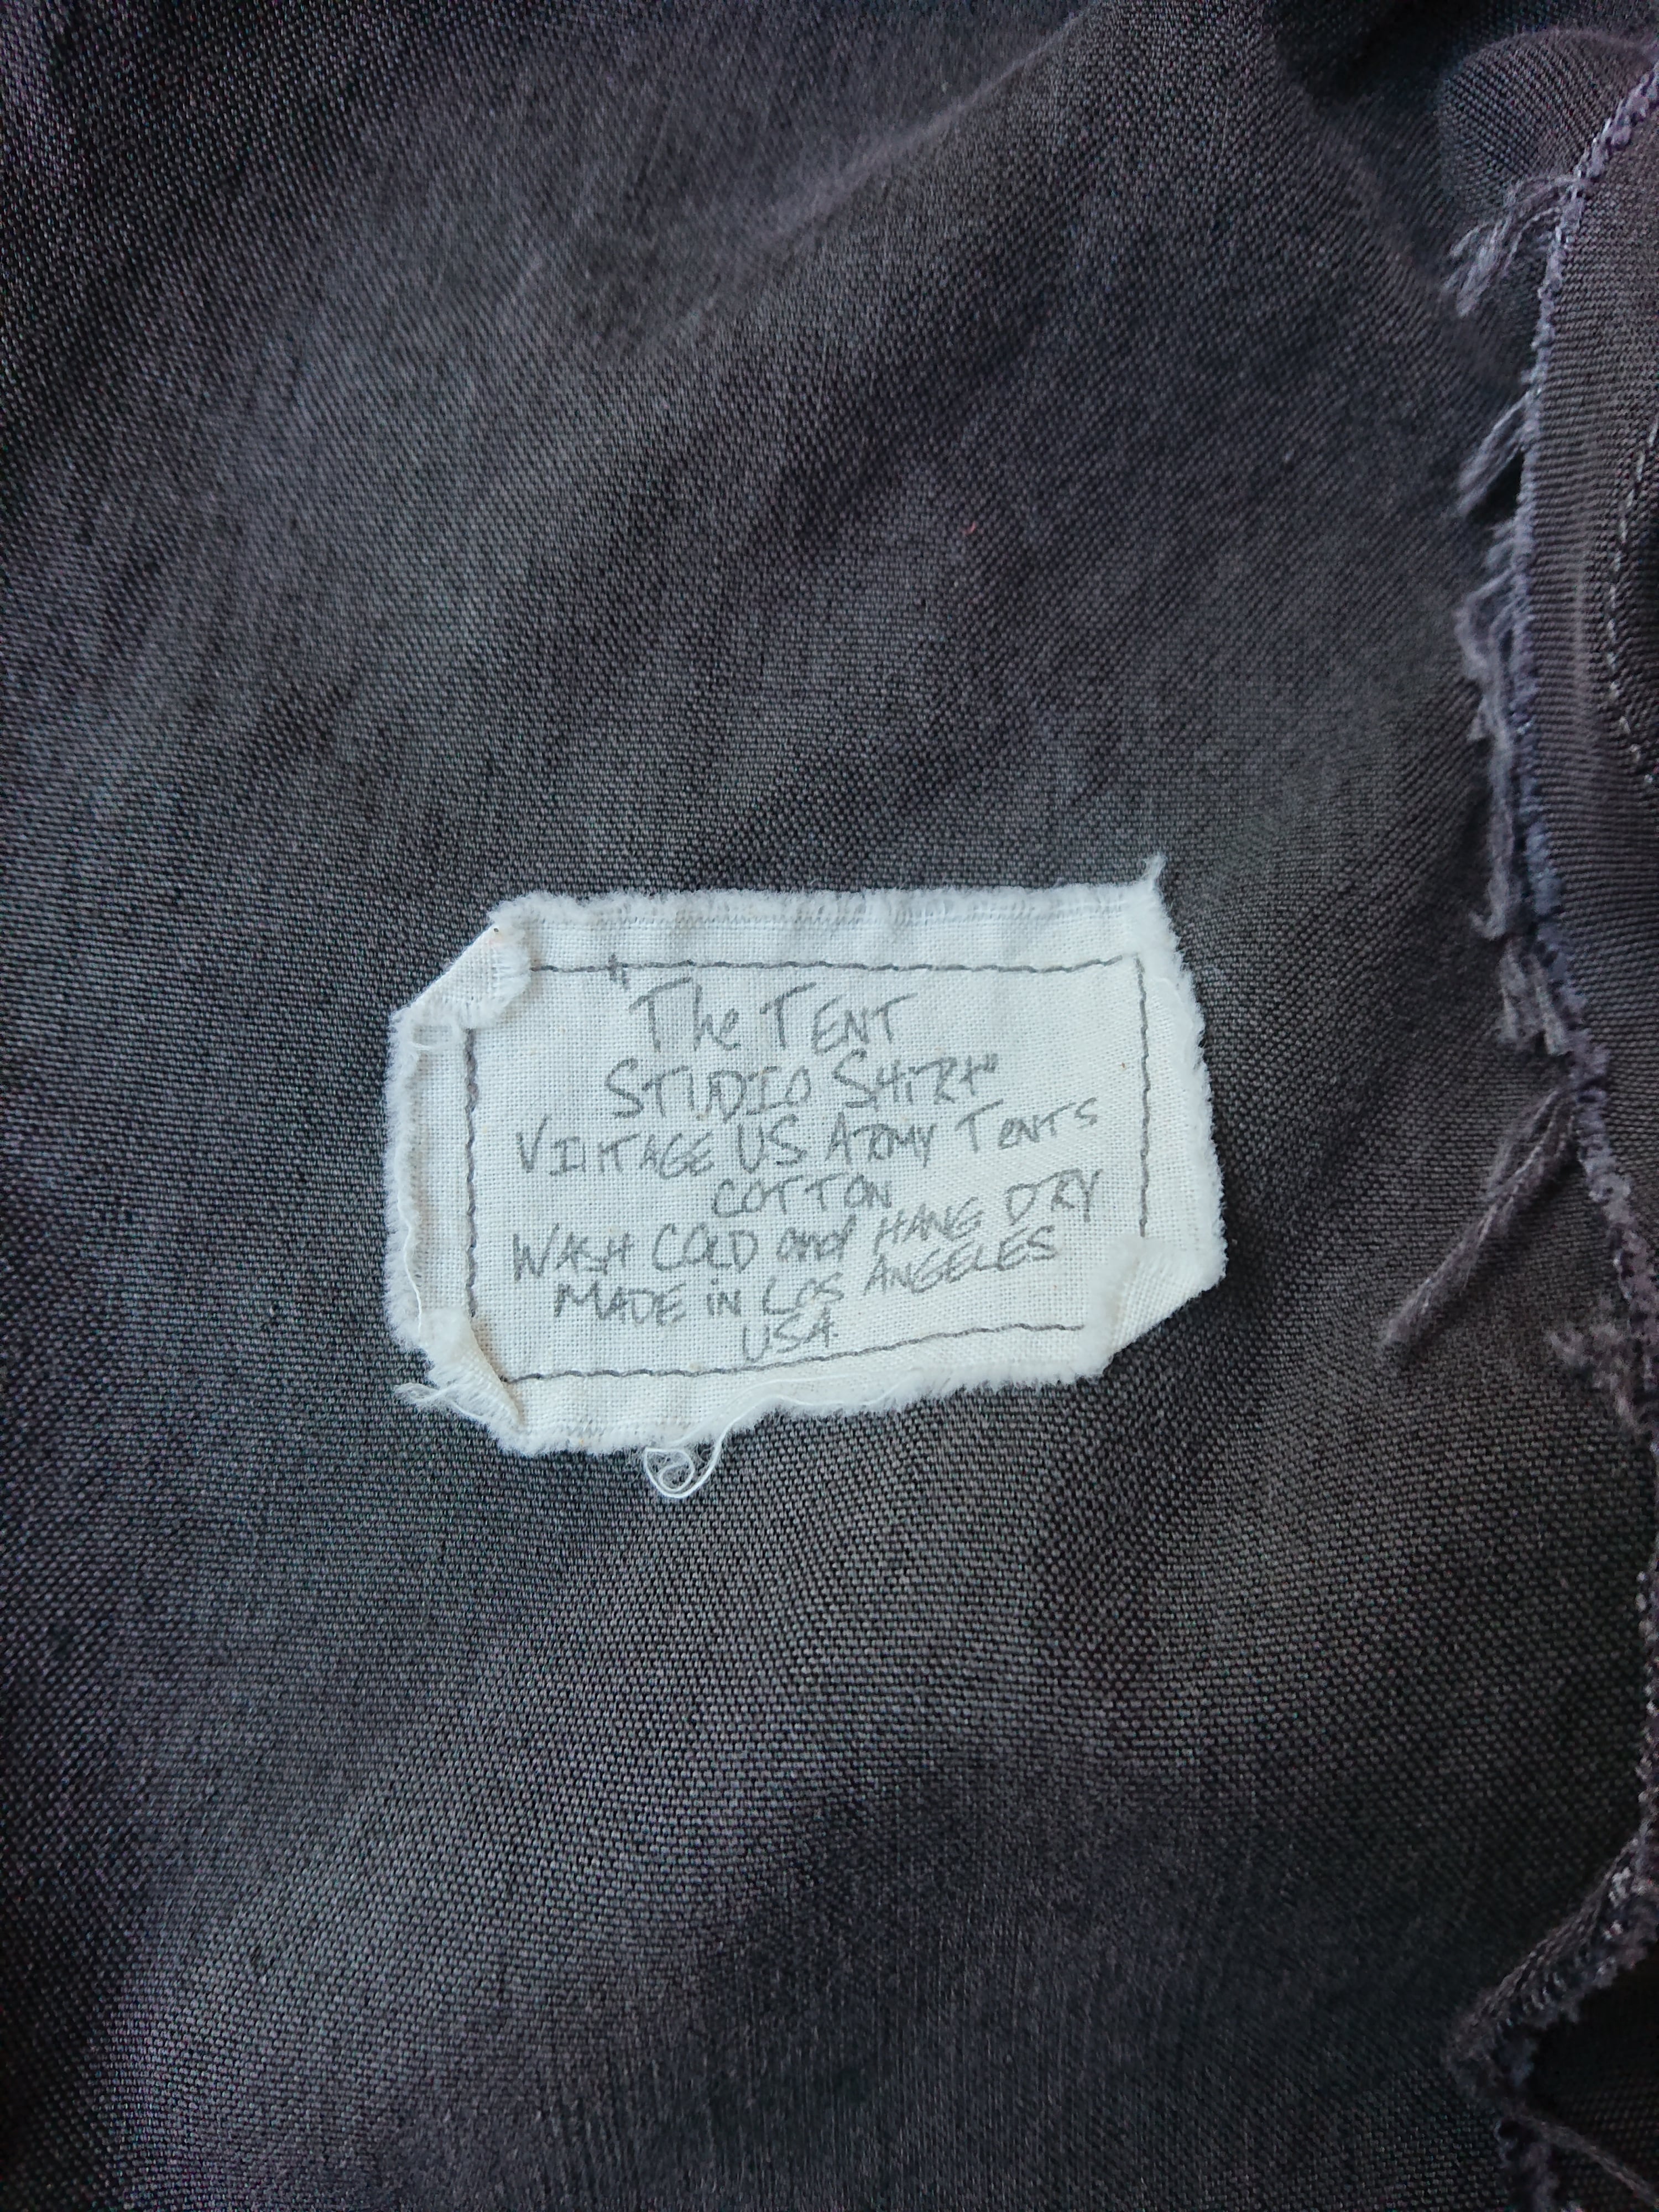 "The TENT
STUDIO SHIRT"
VINTAGE US ARMY TENTS
COTTON
WASH COLD and HANG DRY
MADE iN LOS ANGELES
USA